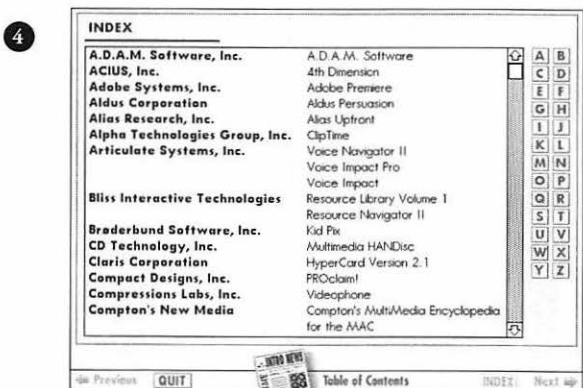 4
INDEX
A.D.A.M. Software, Inc. A.D.A.M. Software
ACIUS, Inc. 4th Dimension
Adobe Systems, Inc. Adobe Premiere
Aldus Corporation Aldus Persuasion
Alias Research, Inc. Alias Upfront
Alpha Technologies Group, Inc. ClipTime
Articulate Systems, Inc. Voice Navigator II
Voice Impact Pro
Voice Impact
Bliss Interactive Technologies Resource Library Volume 1
Resource Navigator II
Brøderbund Software, Inc. Kid Pix
CD Technology, Inc. Multimedia HANDisc
Claris Corporation HyperCard Version 2.1
Compact Designs, Inc. PROclaim!
Compressions Labs, Inc. Videophone
Compton's New Media Compton's MultiMedia Encyclopedia
for the MAC
A B
C D
E F
G H
I J
K L
M N
O P
Q R
S T
U V
W X
Y Z
INTRO NEWS
Previous QUIT Table of Contents INDEX: Next